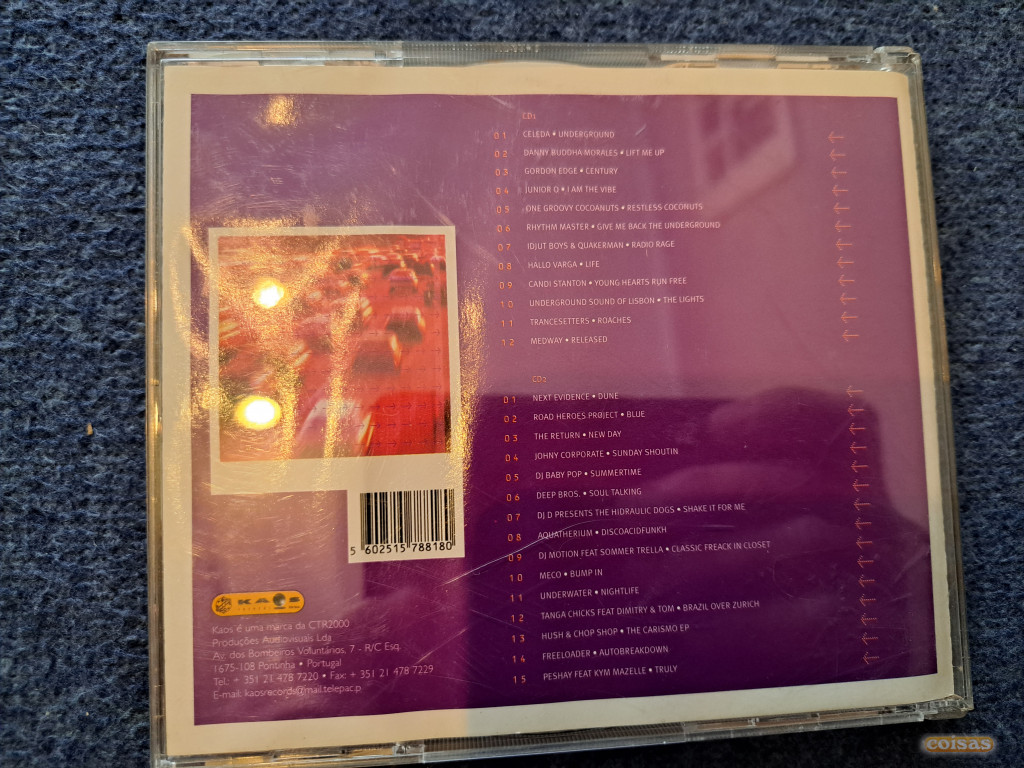 CD1
01 CELEDA • UNDERGROUND
02 DANNY BUDDHA MORALES • LIFT ME UP
03 GORDON EDGE • CENTURY
04 JUNIOR Q • I AM THE VIBE
05 ONE GROOVY COCOANUTS • RESTLESS COCONUTS
06 RHYTHM MASTER • GIVE ME BACK THE UNDERGROUND
07 IDJUT BOYS & QUAKERMAN • RADIO RAGE
08 HALLO VARGA • LIFE
09 CANDI STANTON • YOUNG HEARTS RUN FREE
10 UNDERGROUND SOUND OF LISBON • THE LIGHTS
11 TRANCESETTERS • ROACHES
12 MEDWAY • RELEASED
CD2
01 NEXT EVIDENCE • DUNE
02 ROAD HEROES PROJECT • BLUE
03 THE RETURN • NEW DAY
04 JOHNY CORPORATE • SUNDAY SHOUTIN
05 DJ BABY POP • SUMMERTIME
06 DEEP BROS. • SOUL TALKING
07 DJ D PRESENTS THE HIDRAULIC DOGS • SHAKE IT FOR ME
08 AQUATHERIUM • DISCOACIDFUNKH
09 DJ MOTION FEAT SOMMER TRELLA • CLASSIC FREACK IN CLOSET
10 MECO • BUMP IN
11 UNDERWATER • NIGHTLIFE
12 TANGA CHICKS FEAT DIMITRY & TOM • BRAZIL OVER ZURICH
13 HUSH & CHOP SHOP • THE CARISMO EP
14 FREELOADER • AUTOBREAKDOWN
15 PESHAY FEAT KYM MAZELLE • TRULY
5 602515 788180
KAOS
Kaos é uma marca da CTR2000
Produções Audiovisuais Lda
Av. dos Bombeiros Voluntários, 7 - R/C Esq.
1675-108 Pontinha • Portugal
Tel.: + 351 21 478 7220 • Fax: + 351 21 478 7229
E-mail: kaosrecords@mail.telepac.p
coisas